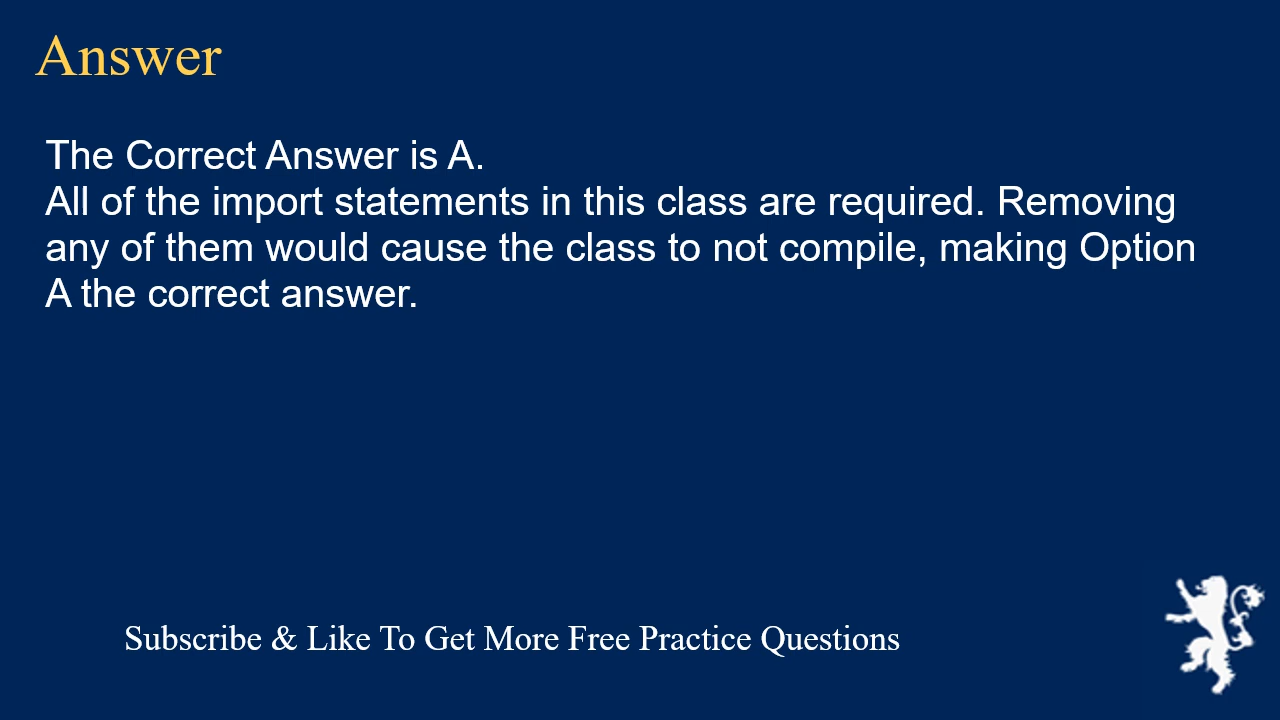 Answer
The Correct Answer is A.
All of the import statements in this class are required. Removing
any of them would cause the class to not compile, making Option
A the correct answer.
Subscribe & Like To Get More Free Practice Questions